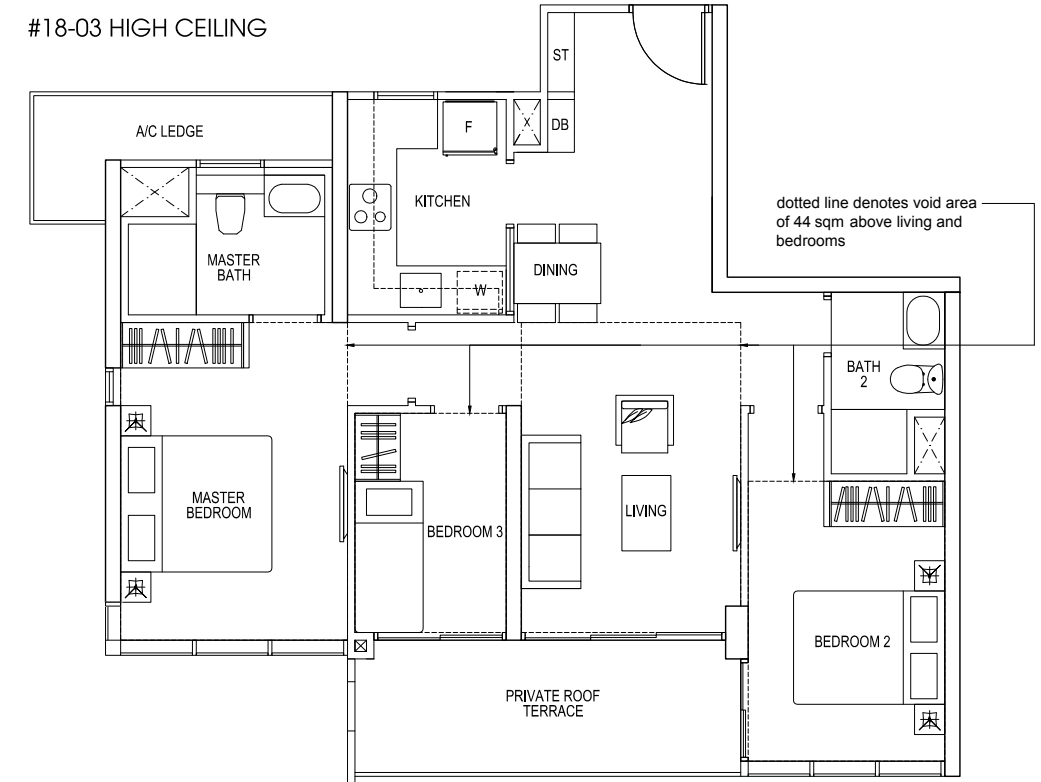 #18-03 HIGH CEILING
ST
A/C LEDGE
F
DB
KITCHEN
dotted line denotes void area
of 44 sqm above living and
bedrooms
MASTER
BATH
DINING
W
BATH
2
MASTER
BEDROOM
BEDROOM 3
LIVING
BEDROOM 2
PRIVATE ROOF
TERRACE